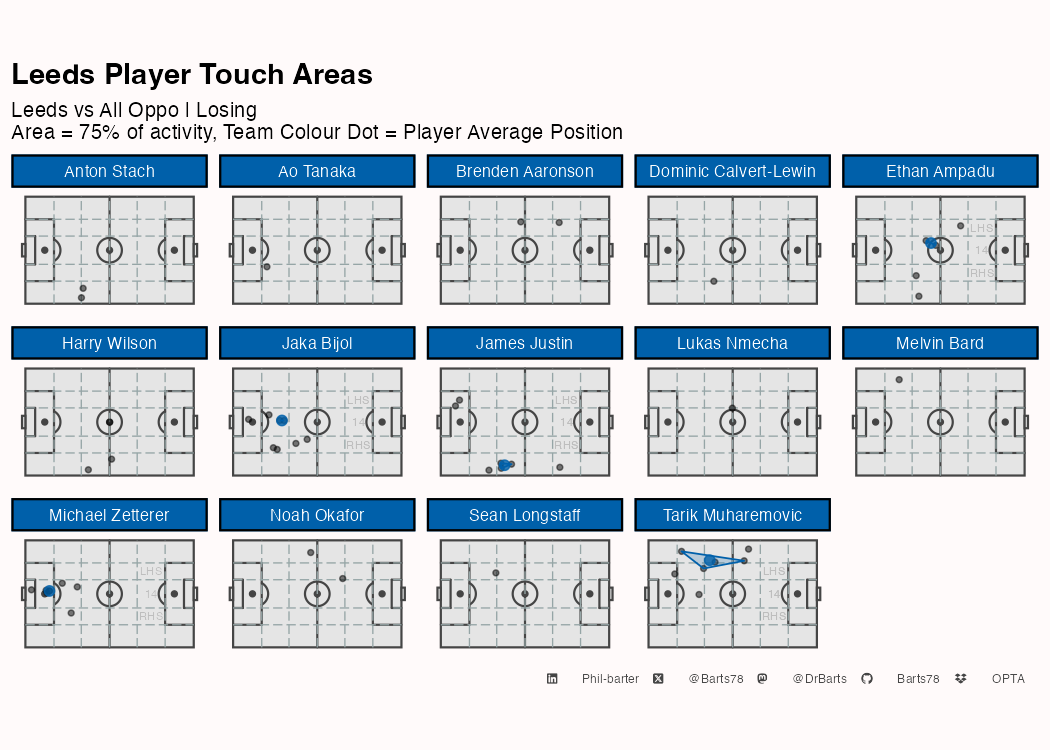 Leeds Player Touch Areas
Leeds vs All Oppo | Losing
Area = 75% of activity, Team Colour Dot = Player Average Position
Anton Stach
Ao Tanaka
Brenden Aaronson
Dominic Calvert-Lewin
Ethan Ampadu
LHS
14
RHS
Harry Wilson
Jaka Bijol
James Justin
Lukas Nmecha
Melvin Bard
LHS
LHS
14
14
RHS
RHS
Michael Zetterer
Noah Okafor
Sean Longstaff
Tarik Muharemovic
LHS
LHS
14
14
RHS
RHS
Phil-barter @Barts78 @DrBarts Barts78 OPTA